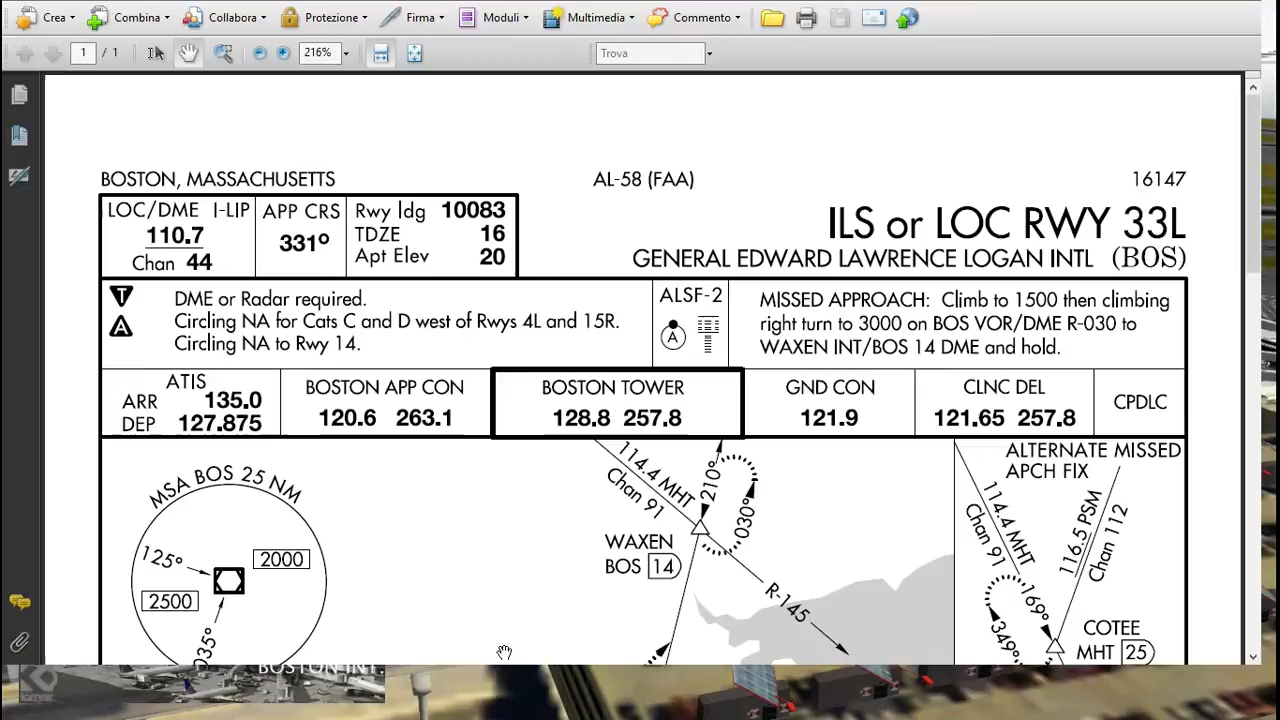 Crea Combina Collabora Protezione Firma Moduli Multimedia Commento
1 / 1 216% Trova
BOSTON, MASSACHUSETTS AL-58 (FAA) 16147
LOC/DME I-LIP
110.7
Chan 44
APP CRS
331°
Rwy ldg 10083
TDZE 16
Apt Elev 20
ILS or LOC RWY 33L
GENERAL EDWARD LAWRENCE LOGAN INTL (BOS)
T
A
DME or Radar required.
Circling NA for Cats C and D west of Rwys 4L and 15R.
Circling NA to Rwy 14.
ALSF-2
A
MISSED APPROACH: Climb to 1500 then climbing
right turn to 3000 on BOS VOR/DME R-030 to
WAXEN INT/BOS 14 DME and hold.
ATIS
ARR 135.0
DEP 127.875
BOSTON APP CON
120.6 263.1
BOSTON TOWER
128.8 257.8
GND CON
121.9
CLNC DEL
121.65 257.8
CPDLC
MSA BOS 25 NM
125°
2000
2500
035°
114.4 MHT
Chan 91
210°
030°
WAXEN
BOS 14
R-145
ALTERNATE MISSED
APCH FIX
114.4 MHT
Chan 91
116.5 PSM
Chan 112
169°
349°
COTEE
MHT 25
BOSTON INT